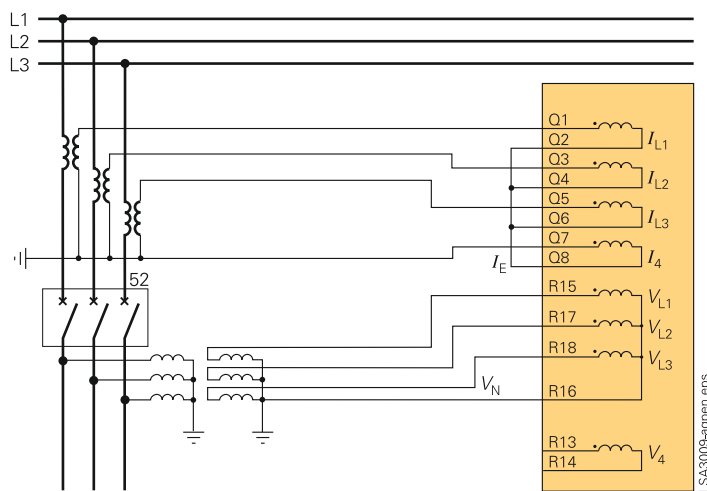 L1
L2
L3
Q1
Q2
I_L1
Q3
Q4
I_L2
Q5
Q6
I_L3
Q7
Q8
I_E
I_4
52
R15
V_L1
R17
V_L2
R18
V_L3
V_N
R16
R13
R14
V_4
SA3009-agpen.eps